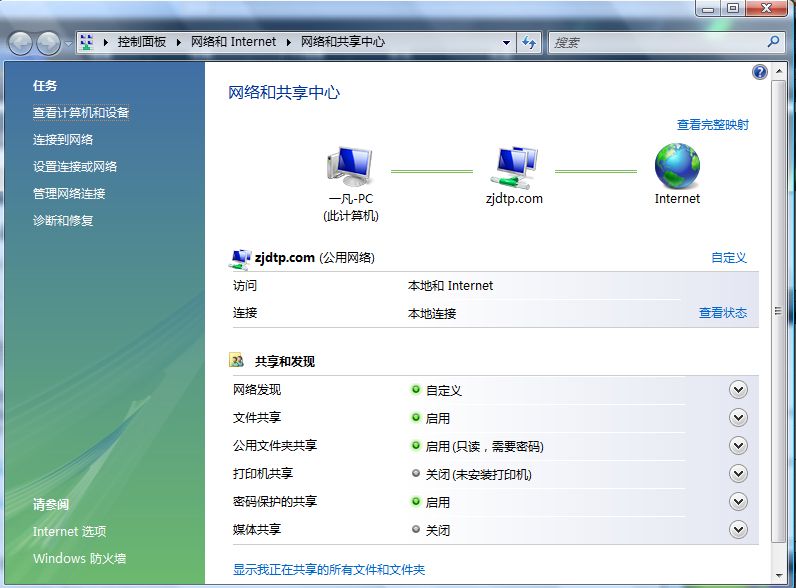 控制面板 ▸ 网络和 Internet ▸ 网络和共享中心
搜索
任务
查看计算机和设备
连接到网络
设置连接或网络
管理网络连接
诊断和修复
请参阅
Internet 选项
Windows 防火墙
网络和共享中心
查看完整映射
一凡-PC
(此计算机)
zjdtp.com
Internet
zjdtp.com (公用网络) 自定义
访问 本地和 Internet
连接 本地连接 查看状态
共享和发现
网络发现 自定义
文件共享 启用
公用文件夹共享 启用 (只读，需要密码)
打印机共享 关闭 (未安装打印机)
密码保护的共享 启用
媒体共享 关闭
显示我正在共享的所有文件和文件夹